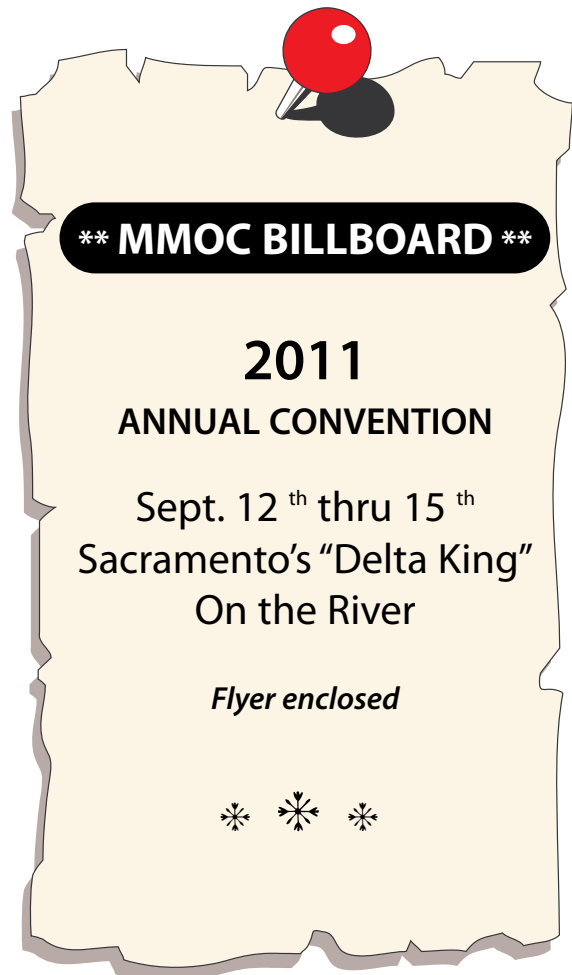 ** MMOC BILLBOARD **
2011
ANNUAL CONVENTION
Sept. 12 th thru 15 th
Sacramento’s “Delta King”
On the River
Flyer enclosed